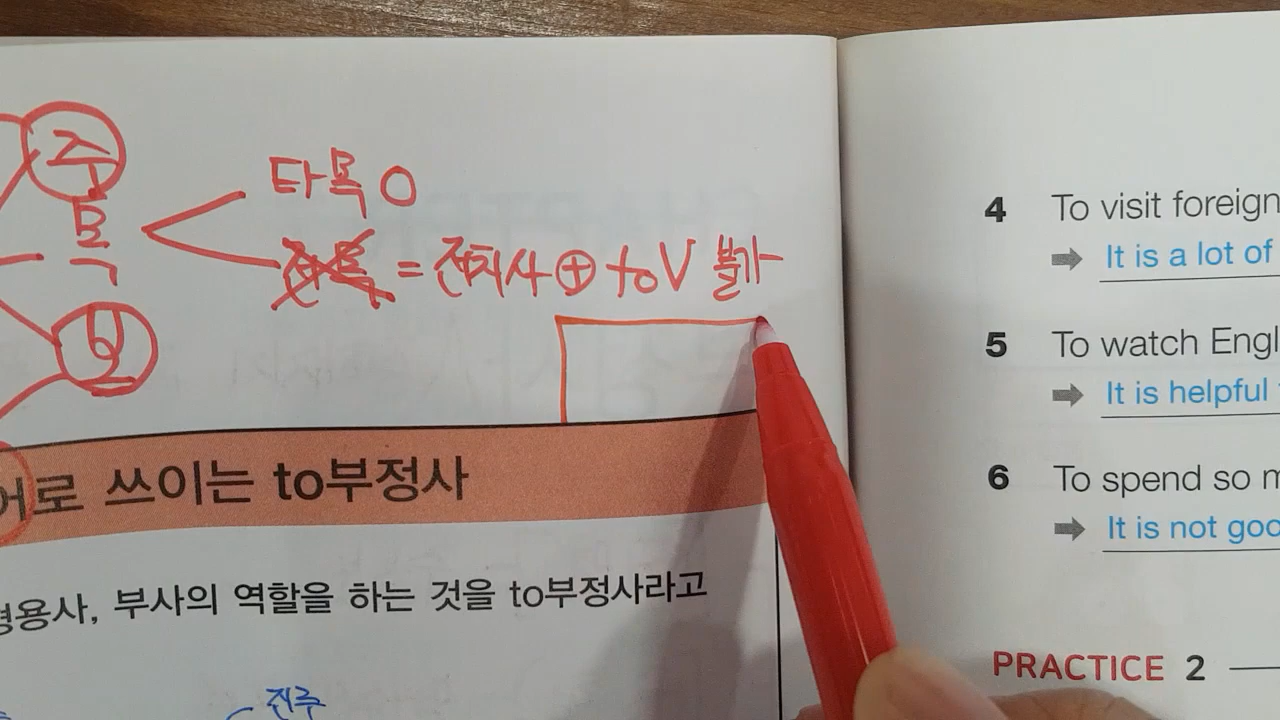 주
목
보
타목 O
전목 = 전치사 ⊕ to V 불가
어로 쓰이는 to부정사
형용사, 부사의 역할을 하는 것을 to부정사라고
진주
4 To visit foreign
➡ It is a lot of
5 To watch Engl
➡ It is helpful
6 To spend so m
➡ It is not goo
PRACTICE 2